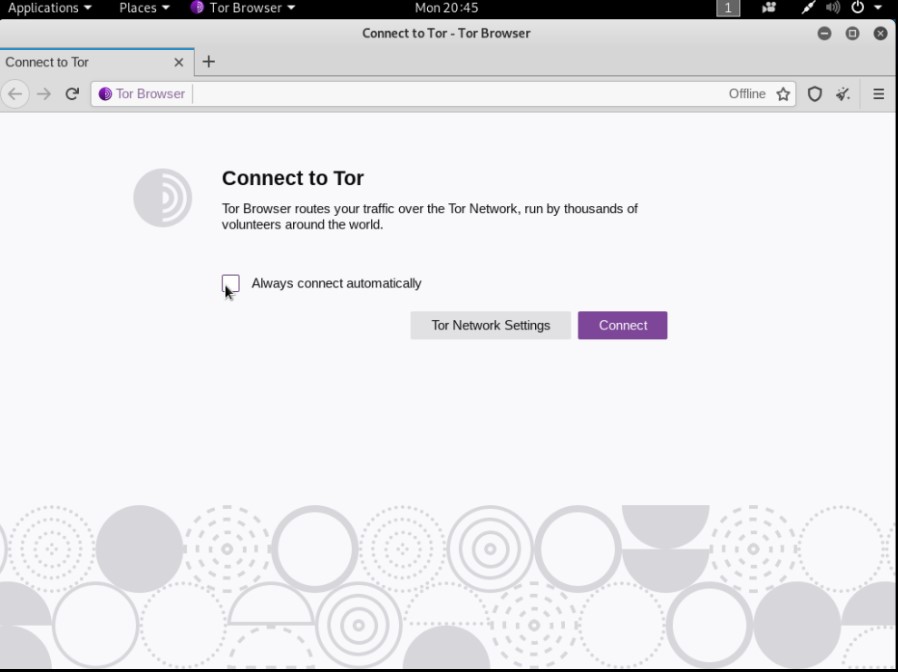 Applications Places Tor Browser Mon 20:45 1
Connect to Tor - Tor Browser
Connect to Tor
Tor Browser Offline
Connect to Tor
Tor Browser routes your traffic over the Tor Network, run by thousands of
volunteers around the world.
Always connect automatically
Tor Network Settings Connect